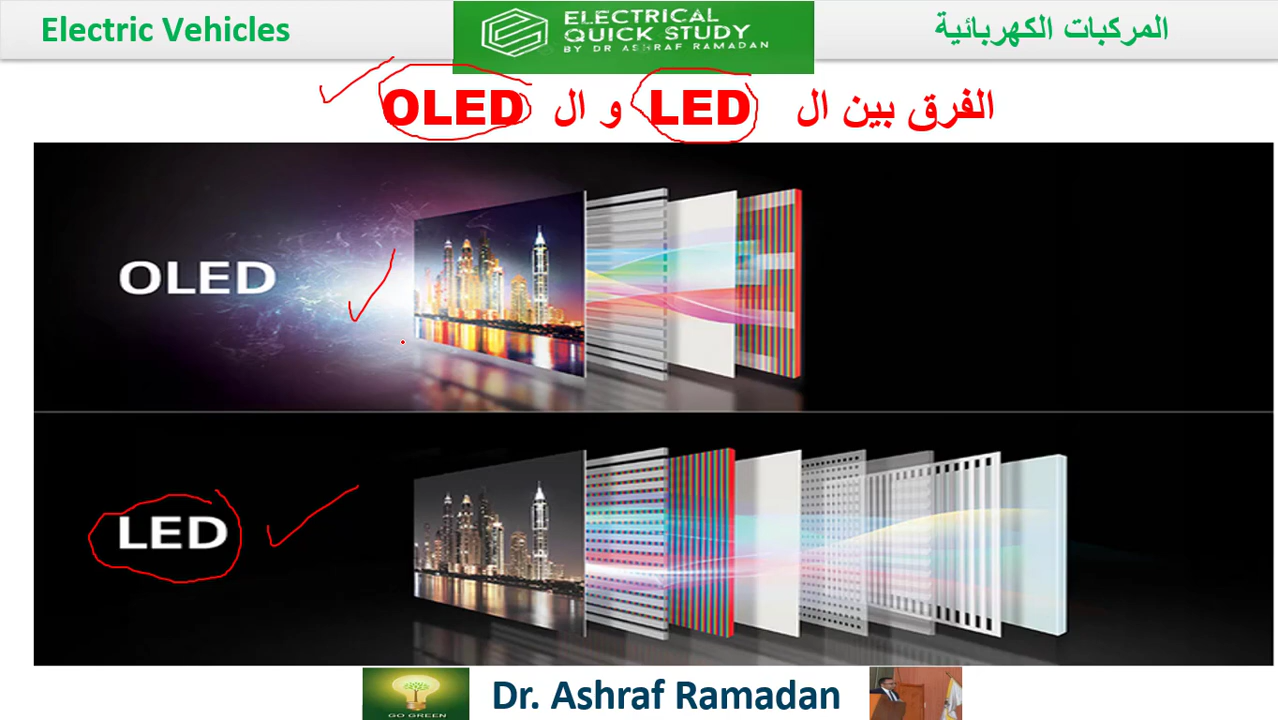 Electric Vehicles
ELECTRICAL
QUICK STUDY
BY DR ASHRAF RAMADAN
المركبات الكهربائية
الفرق بين ال LED و ال OLED
OLED
LED
GO GREEN
Dr. Ashraf Ramadan